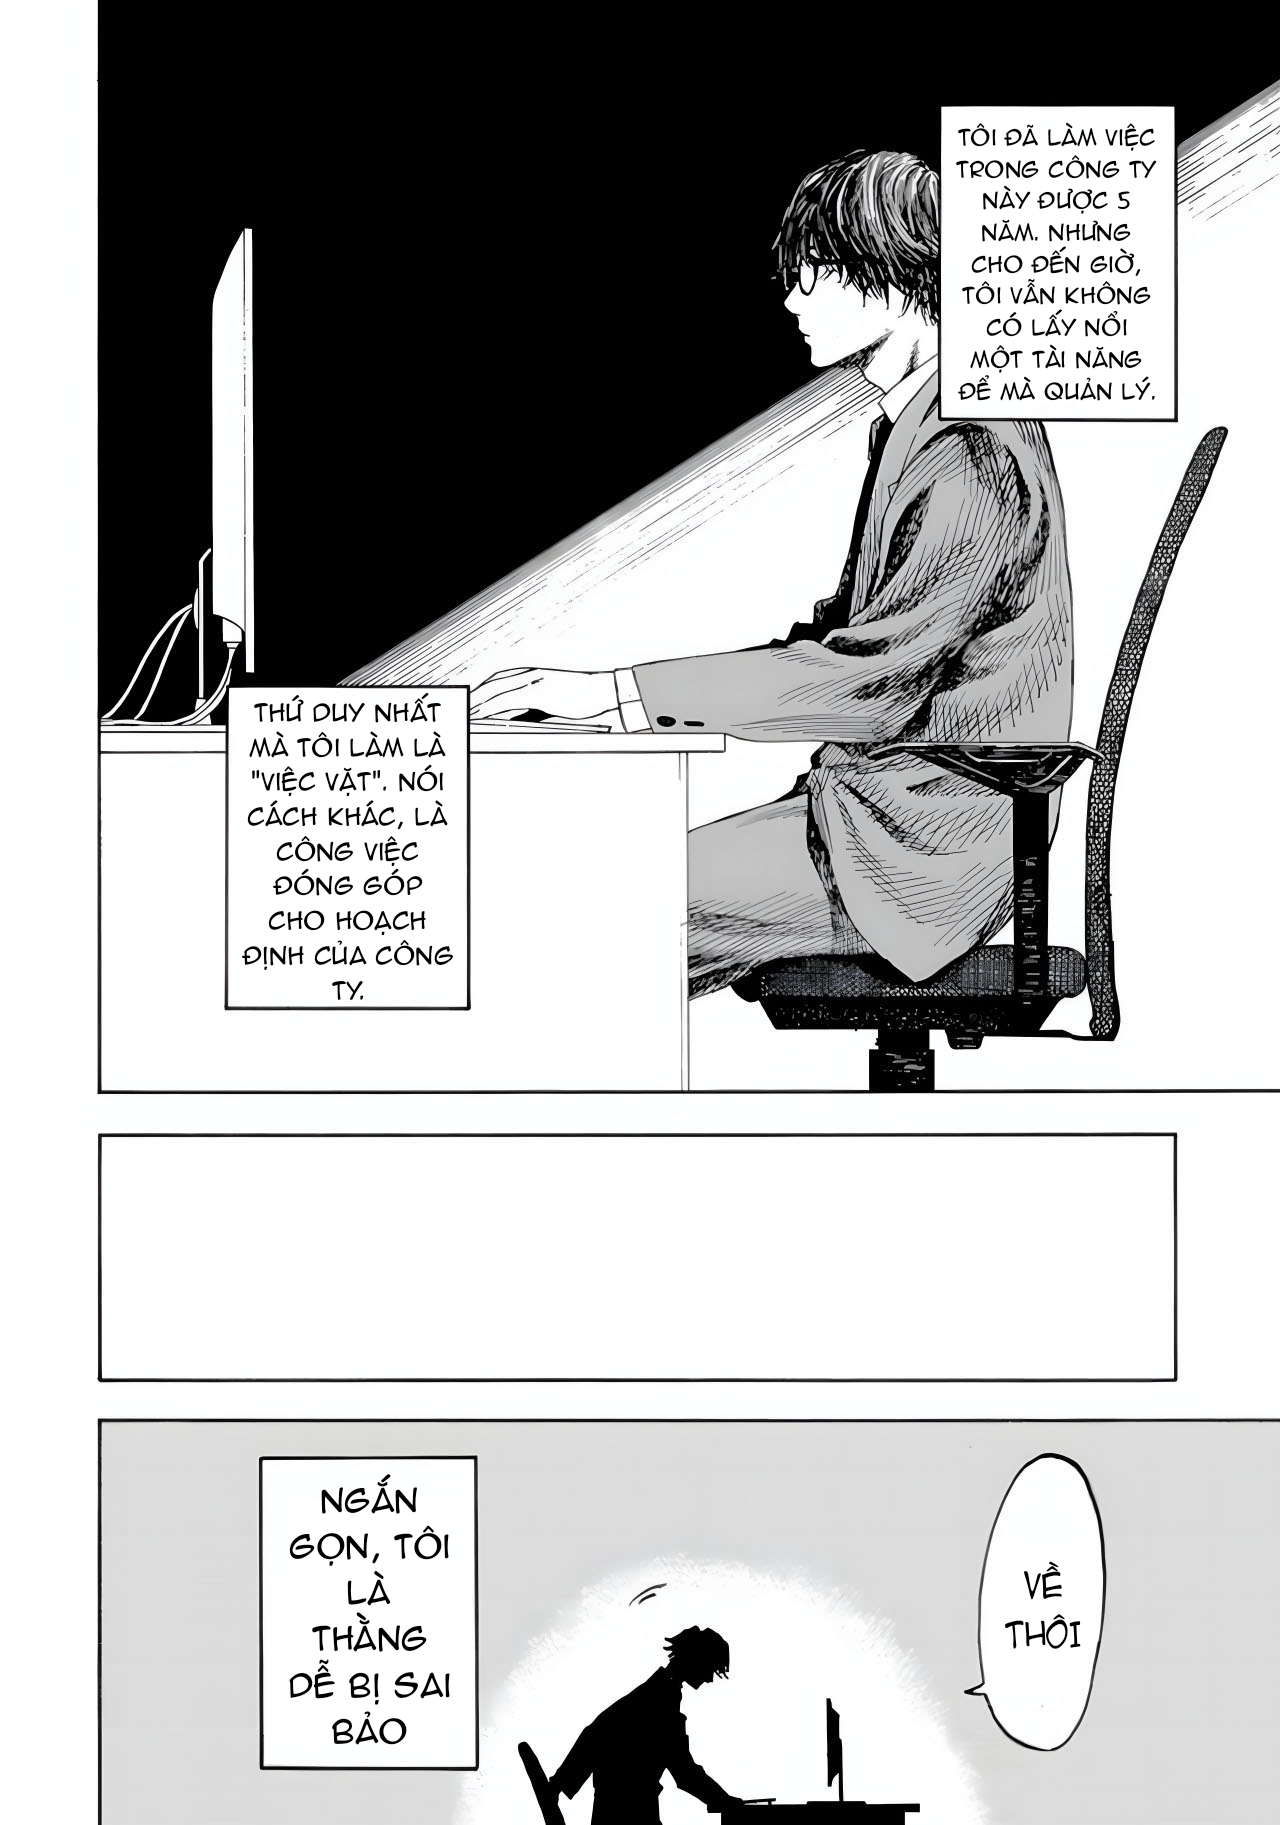 TÔI ĐÃ LÀM VIỆC
TRONG CÔNG TY
NÀY ĐƯỢC 5
NĂM. NHƯNG
CHO ĐẾN GIỜ,
TÔI VẪN KHÔNG
CÓ LẤY NỔI
MỘT TÀI NĂNG
ĐỂ MÀ QUẢN LÝ.
THỨ DUY NHẤT
MÀ TÔI LÀM LÀ
"VIỆC VẶT". NÓI
CÁCH KHÁC, LÀ
CÔNG VIỆC
ĐÓNG GÓP
CHO HOẠCH
ĐỊNH CỦA CÔNG
TY.
VỀ
THÔI
NGẮN
GỌN, TÔI
LÀ
THẰNG
DỄ BỊ SAI
BẢO